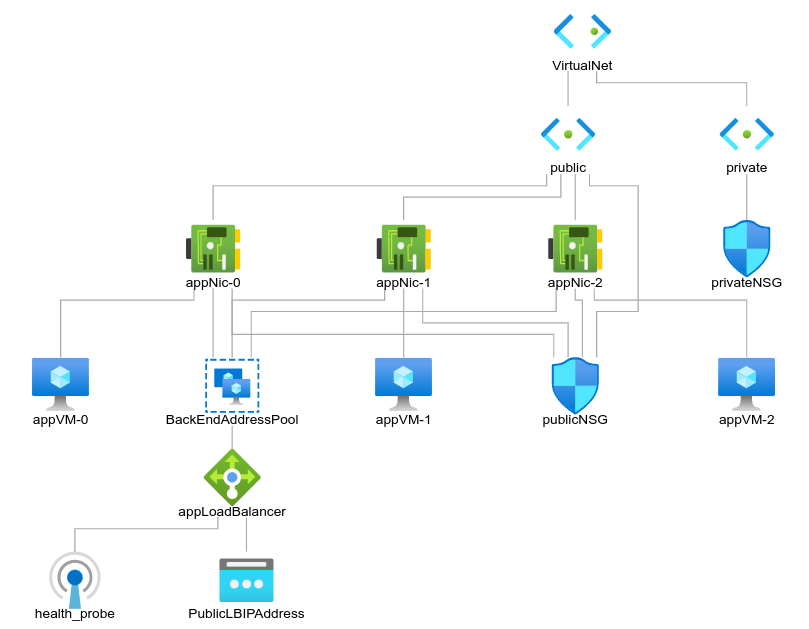 VirtualNet
public
private
appNic-0
appNic-1
appNic-2
privateNSG
appVM-0
BackEndAddressPool
appVM-1
publicNSG
appVM-2
appLoadBalancer
health_probe
PublicLBIPAddress